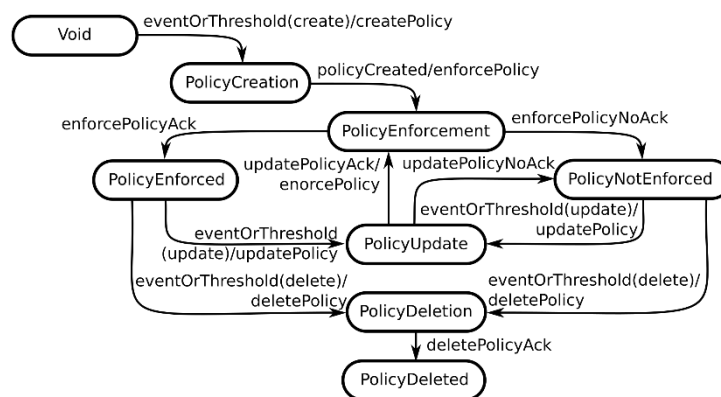 eventOrThreshold(create)/createPolicy
Void
PolicyCreation
policyCreated/enforcePolicy
enforcePolicyAck
PolicyEnforcement
enforcePolicyNoAck
PolicyEnforced
updatePolicyAck/
enorcePolicy
updatePolicyNoAck
PolicyNotEnforced
eventOrThreshold
(update)/updatePolicy
PolicyUpdate
eventOrThreshold(update)/
updatePolicy
eventOrThreshold(delete)/
deletePolicy
PolicyDeletion
eventOrThreshold(delete)/
deletePolicy
deletePolicyAck
PolicyDeleted